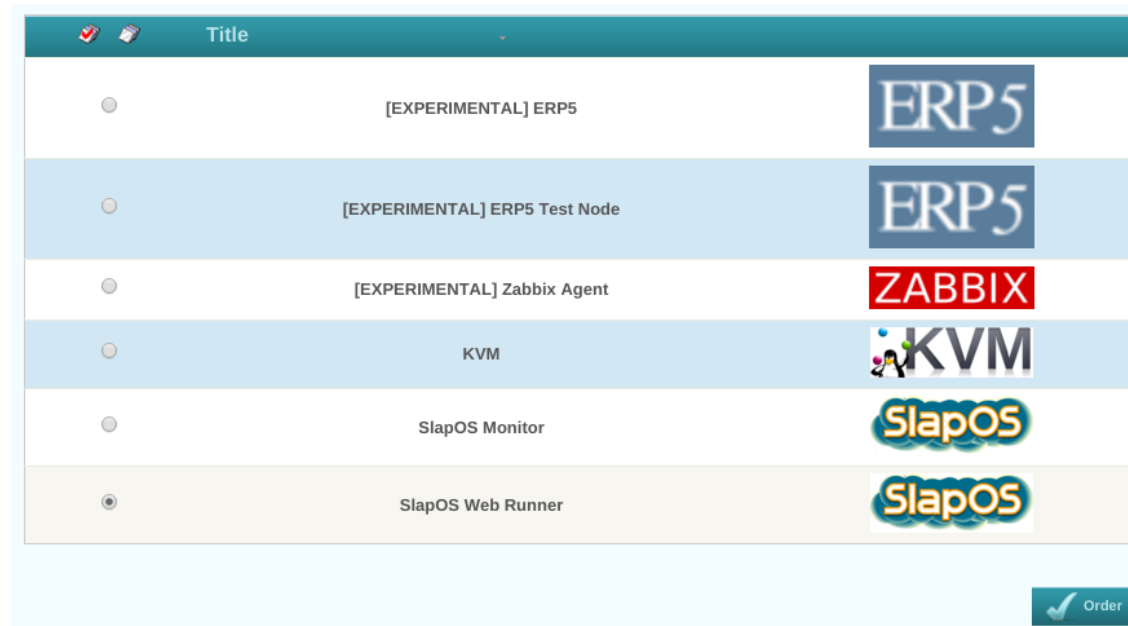 Title
[EXPERIMENTAL] ERP5
ERP5
[EXPERIMENTAL] ERP5 Test Node
ERP5
[EXPERIMENTAL] Zabbix Agent
ZABBIX
KVM
KVM
SlapOS Monitor
SlapOS
SlapOS Web Runner
SlapOS
Order